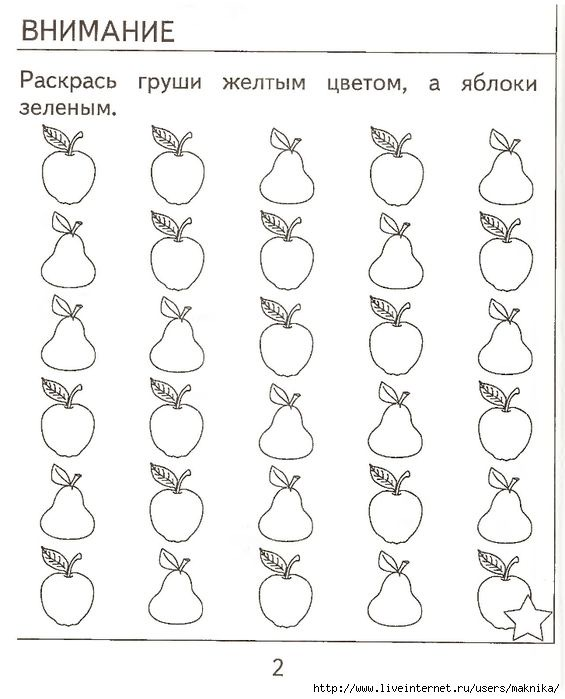 ВНИМАНИЕ
Раскрась груши желтым цветом, а яблоки
зеленым.
2
http://www.liveinternet.ru/users/maknika/